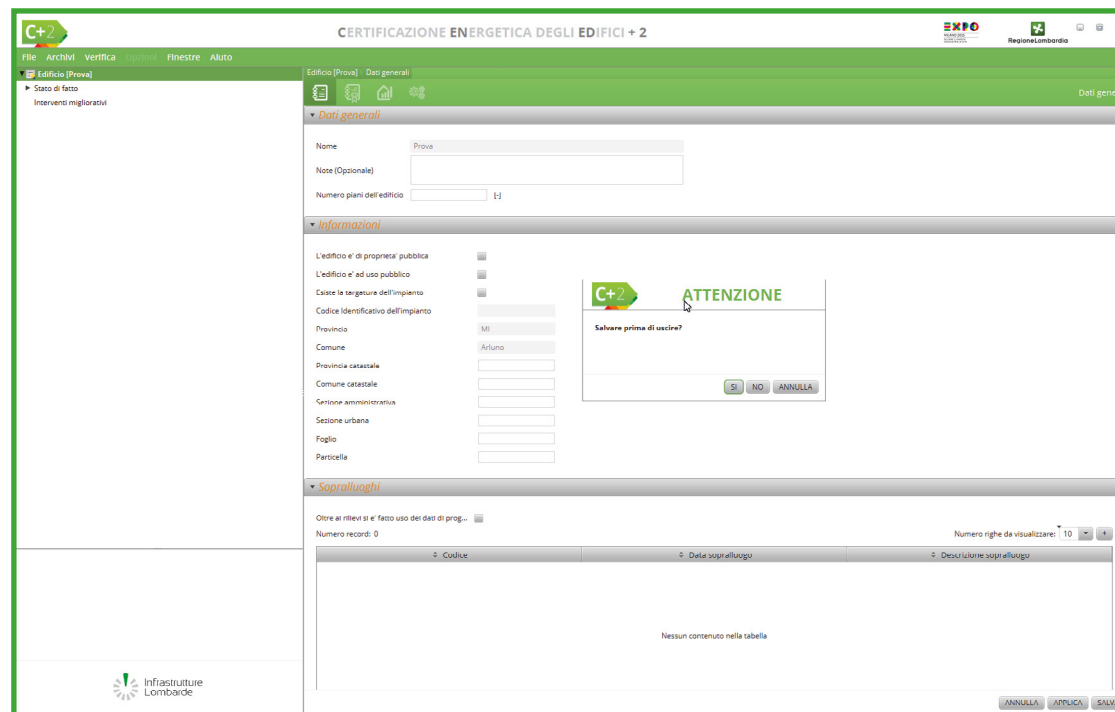 C+2
CERTIFICAZIONE ENERGETICA DEGLI EDIFICI + 2
EXPO
MILANO 2015
RegioneLombardia
File Archivi Verifica Opzioni Finestre Aiuto
Edificio [Prova]
Stato di fatto
Interventi migliorativi
Edificio [Prova] Dati generali
Dati gene
Dati generali
Nome Prova
Note (Opzionale)
Numero piani dell'edificio [-]
Informazioni
L'edificio e' di proprieta' pubblica
L'edificio e' ad uso pubblico
Esiste la targatura dell'impianto
Codice Identificativo dell'impianto
Provincia MI
Comune Arluno
Provincia catastale
Comune catastale
Sezione amministrativa
Sezione urbana
Foglio
Particella
C+2 ATTENZIONE
Salvare prima di uscire?
SI NO ANNULLA
Sopralluoghi
Oltre ai rilievi si e' fatto uso dei dati di prog...
Numero record: 0 Numero righe da visualizzare: 10 +
Codice Data sopralluogo Descrizione sopralluogo
Nessun contenuto nella tabella
Infrastrutture
Lombarde
ANNULLA APPLICA SALV